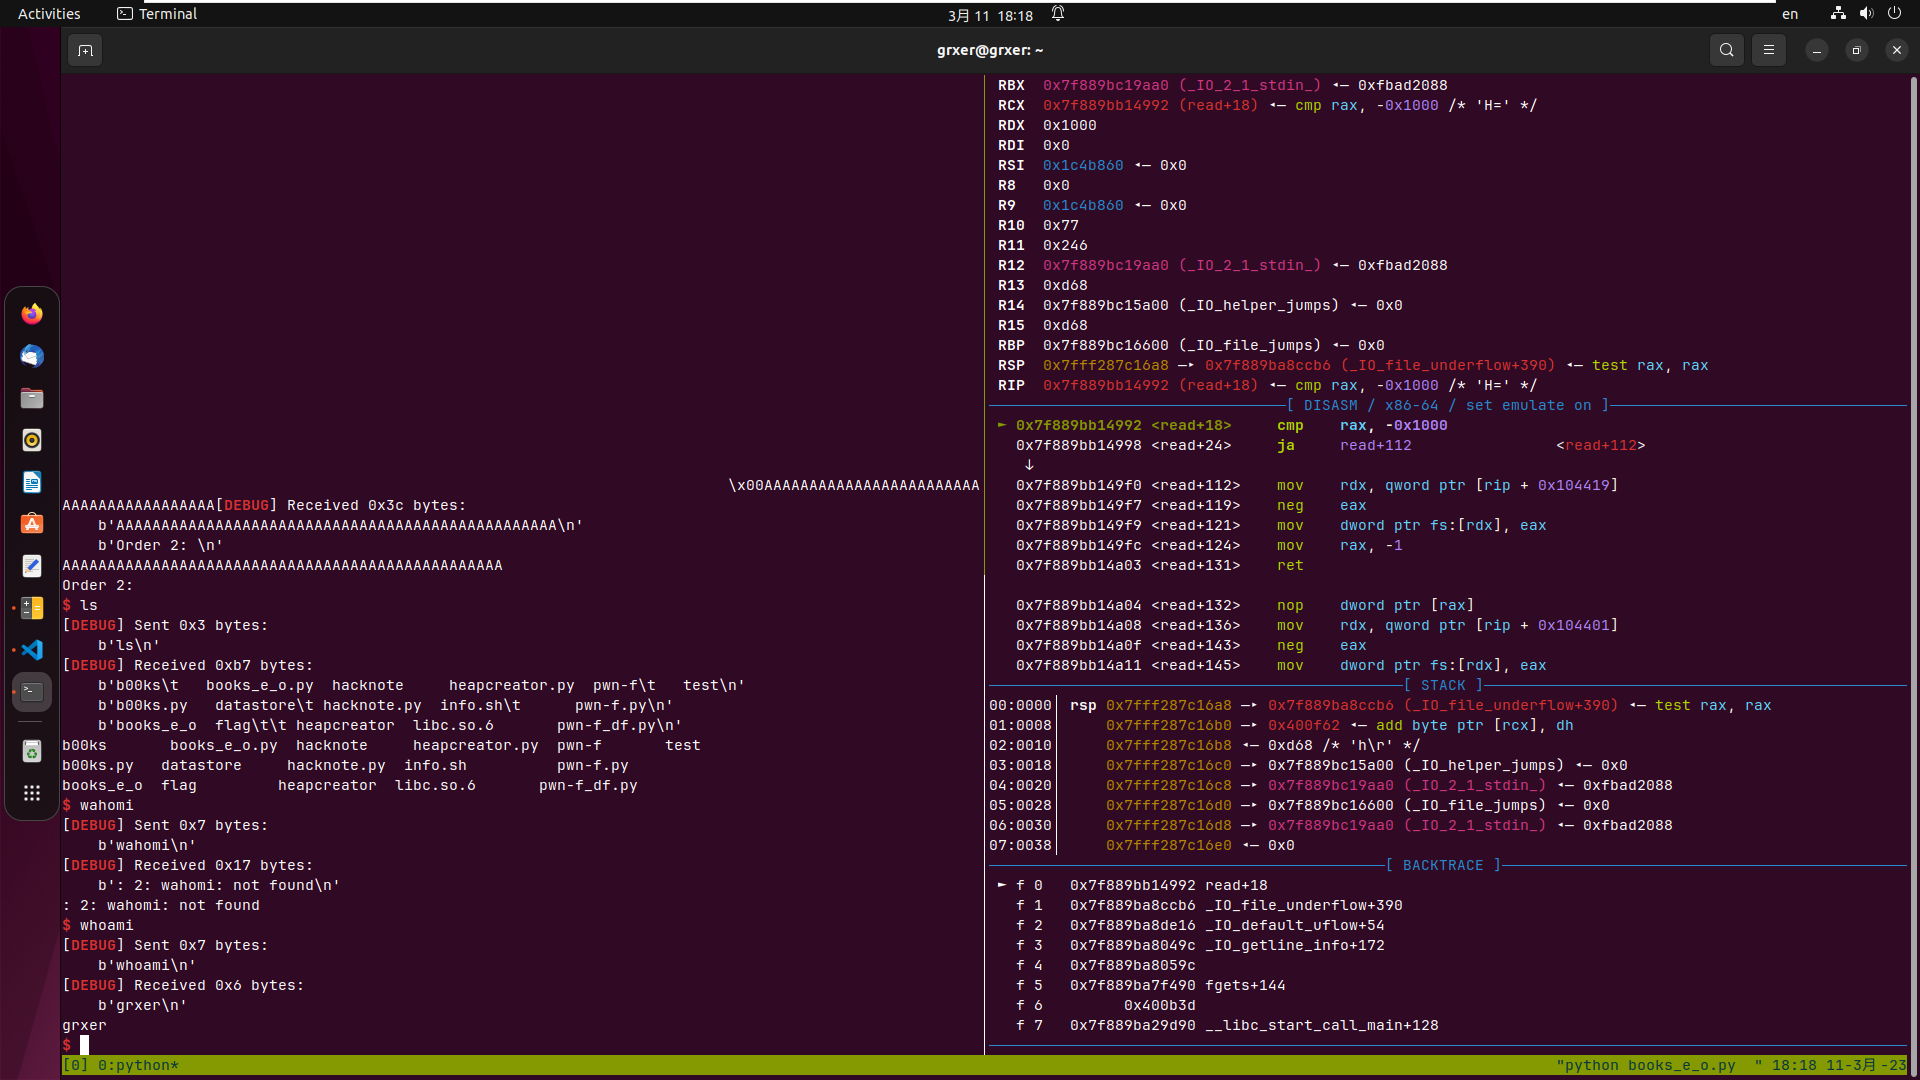 Activities
Terminal
3月 11 18:18
en
grxer@grxer: ~
\x00AAAAAAAAAAAAAAAAAAAAAAAA
AAAAAAAAAAAAAAAAA[DEBUG] Received 0x3c bytes:
b'AAAAAAAAAAAAAAAAAAAAAAAAAAAAAAAAAAAAAAAAAAAAAAAAA\n'
b'Order 2: \n'
AAAAAAAAAAAAAAAAAAAAAAAAAAAAAAAAAAAAAAAAAAAAAAAAA
Order 2:
$ ls
[DEBUG] Sent 0x3 bytes:
b'ls\n'
[DEBUG] Received 0xb7 bytes:
b'b00ks\t   books_e_o.py  hacknote     heapcreator.py  pwn-f\t   test\n'
b'b00ks.py   datastore\t hacknote.py  info.sh\t      pwn-f.py\n'
b'books_e_o  flag\t\t heapcreator  libc.so.6       pwn-f_df.py\n'
b00ks       books_e_o.py  hacknote     heapcreator.py  pwn-f       test
b00ks.py   datastore     hacknote.py  info.sh          pwn-f.py
books_e_o  flag         heapcreator  libc.so.6       pwn-f_df.py
$ wahomi
[DEBUG] Sent 0x7 bytes:
b'wahomi\n'
[DEBUG] Received 0x17 bytes:
b': 2: wahomi: not found\n'
: 2: wahomi: not found
$ whoami
[DEBUG] Sent 0x7 bytes:
b'whoami\n'
[DEBUG] Received 0x6 bytes:
b'grxer\n'
grxer
$
RBX  0x7f889bc19aa0 (_IO_2_1_stdin_) ◂— 0xfbad2088
RCX  0x7f889bb14992 (read+18) ◂— cmp rax, -0x1000 /* 'H=' */
RDX  0x1000
RDI  0x0
RSI  0x1c4b860 ◂— 0x0
R8   0x0
R9   0x1c4b860 ◂— 0x0
R10  0x77
R11  0x246
R12  0x7f889bc19aa0 (_IO_2_1_stdin_) ◂— 0xfbad2088
R13  0xd68
R14  0x7f889bc15a00 (_IO_helper_jumps) ◂— 0x0
R15  0xd68
RBP  0x7f889bc16600 (_IO_file_jumps) ◂— 0x0
RSP  0x7fff287c16a8 —▸ 0x7f889ba8ccb6 (_IO_file_underflow+390) ◂— test rax, rax
RIP  0x7f889bb14992 (read+18) ◂— cmp rax, -0x1000 /* 'H=' */
[ DISASM / x86-64 / set emulate on ]
► 0x7f889bb14992 <read+18>     cmp    rax, -0x1000
0x7f889bb14998 <read+24>     ja     read+112                <read+112>
↓
0x7f889bb149f0 <read+112>    mov    rdx, qword ptr [rip + 0x104419]
0x7f889bb149f7 <read+119>    neg    eax
0x7f889bb149f9 <read+121>    mov    dword ptr fs:[rdx], eax
0x7f889bb149fc <read+124>    mov    rax, -1
0x7f889bb14a03 <read+131>    ret
0x7f889bb14a04 <read+132>    nop    dword ptr [rax]
0x7f889bb14a08 <read+136>    mov    rdx, qword ptr [rip + 0x104401]
0x7f889bb14a0f <read+143>    neg    eax
0x7f889bb14a11 <read+145>    mov    dword ptr fs:[rdx], eax
[ STACK ]
00:0000│ rsp 0x7fff287c16a8 —▸ 0x7f889ba8ccb6 (_IO_file_underflow+390) ◂— test rax, rax
01:0008│     0x7fff287c16b0 —▸ 0x400f62 ◂— add byte ptr [rcx], dh
02:0010│     0x7fff287c16b8 ◂— 0xd68 /* 'h\r' */
03:0018│     0x7fff287c16c0 —▸ 0x7f889bc15a00 (_IO_helper_jumps) ◂— 0x0
04:0020│     0x7fff287c16c8 —▸ 0x7f889bc19aa0 (_IO_2_1_stdin_) ◂— 0xfbad2088
05:0028│     0x7fff287c16d0 —▸ 0x7f889bc16600 (_IO_file_jumps) ◂— 0x0
06:0030│     0x7fff287c16d8 —▸ 0x7f889bc19aa0 (_IO_2_1_stdin_) ◂— 0xfbad2088
07:0038│     0x7fff287c16e0 ◂— 0x0
[ BACKTRACE ]
► f 0   0x7f889bb14992 read+18
f 1   0x7f889ba8ccb6 _IO_file_underflow+390
f 2   0x7f889ba8de16 _IO_default_uflow+54
f 3   0x7f889ba8049c _IO_getline_info+172
f 4   0x7f889ba8059c
f 5   0x7f889ba7f490 fgets+144
f 6         0x400b3d
f 7   0x7f889ba29d90 __libc_start_call_main+128
[0] 0:python*
"python books_e_o.py  " 18:18 11-3月-23